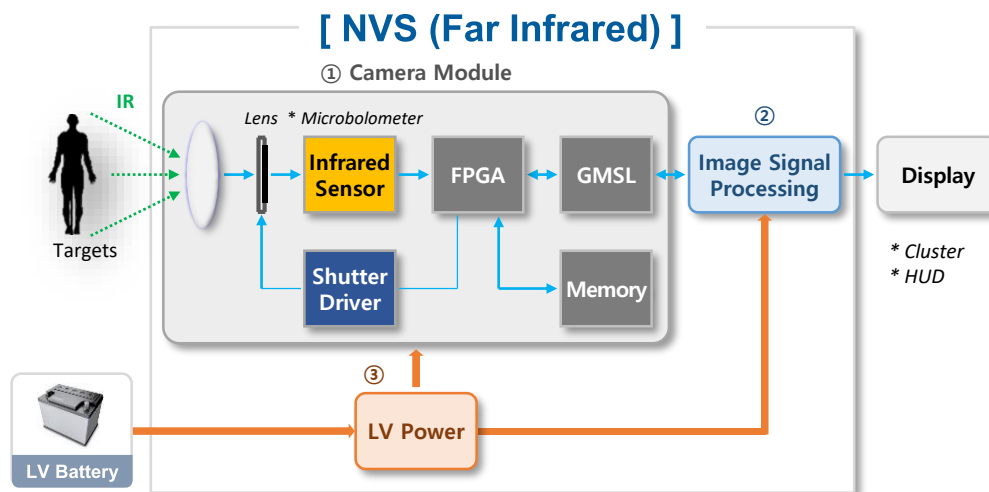 [ NVS (Far Infrared) ]
① Camera Module
IR
Lens
* Microbolometer
②
Infrared
Sensor
FPGA
GMSL
Image Signal
Processing
Display
Targets
* Cluster
* HUD
Shutter
Driver
Memory
③
LV Power
LV Battery